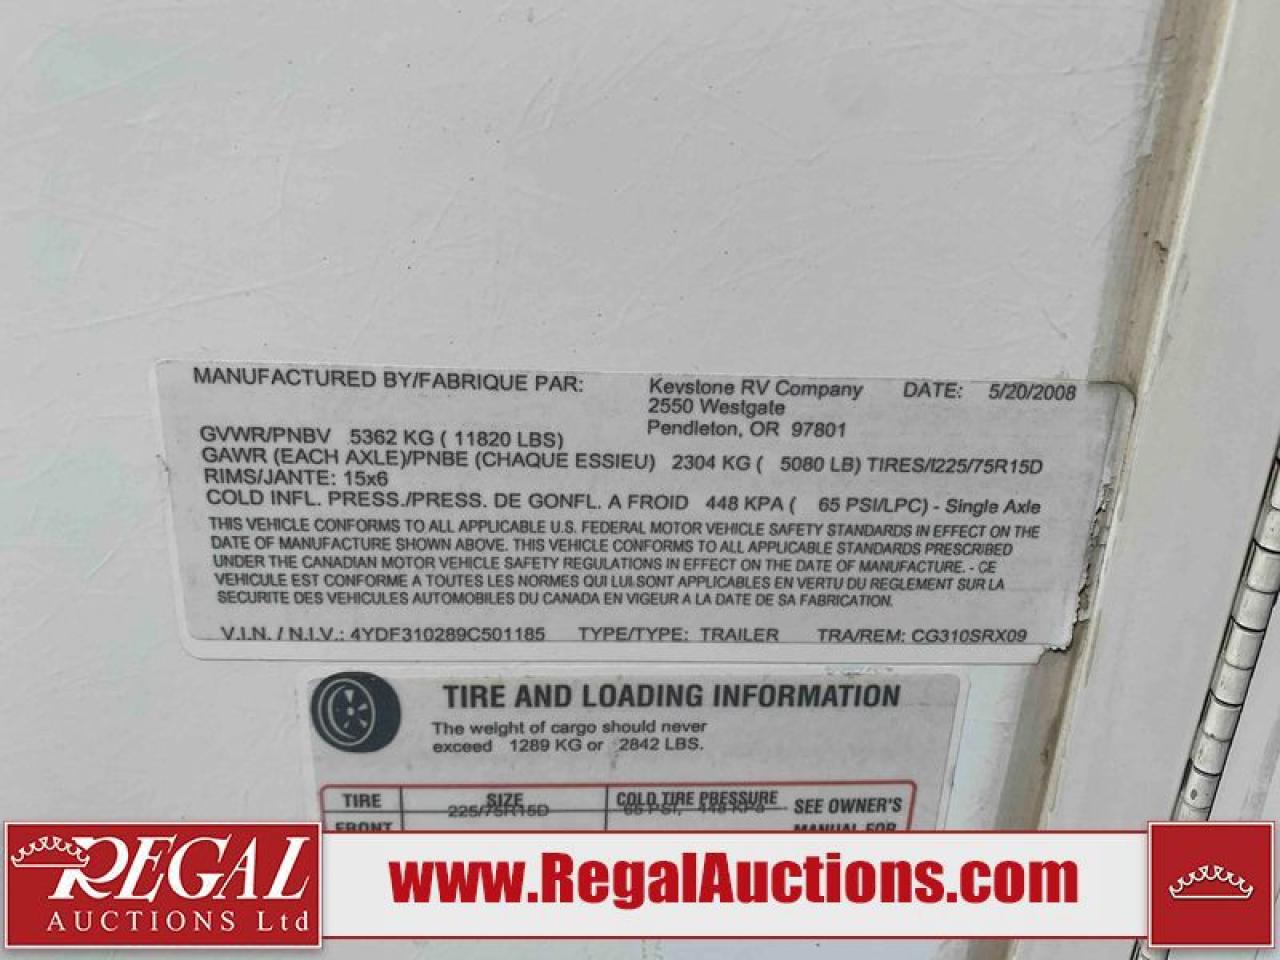 MANUFACTURED BY/FABRIQUE PAR: Keystone RV Company DATE: 5/20/2008
2550 Westgate
Pendleton, OR 97801
GVWR/PNBV 5362 KG ( 11820 LBS)
GAWR (EACH AXLE)/PNBE (CHAQUE ESSIEU) 2304 KG ( 5080 LB) TIRES/I225/75R15D
RIMS/JANTE: 15x6
COLD INFL. PRESS./PRESS. DE GONFL. A FROID 448 KPA ( 65 PSI/LPC) - Single Axle
THIS VEHICLE CONFORMS TO ALL APPLICABLE U.S. FEDERAL MOTOR VEHICLE SAFETY STANDARDS IN EFFECT ON THE
DATE OF MANUFACTURE SHOWN ABOVE. THIS VEHICLE CONFORMS TO ALL APPLICABLE STANDARDS PRESCRIBED
UNDER THE CANADIAN MOTOR VEHICLE SAFETY REGULATIONS IN EFFECT ON THE DATE OF MANUFACTURE. - CE
VEHICULE EST CONFORME A TOUTES LES NORMES QUI LUI SONT APPLICABLES EN VERTU DU REGLEMENT SUR LA
SECURITE DES VEHICULES AUTOMOBILES DU CANADA EN VIGEUR A LA DATE DE SA FABRICATION.
V.I.N. / N.I.V.: 4YDF310289C501185 TYPE/TYPE: TRAILER TRA/REM: CG310SRX09
TIRE AND LOADING INFORMATION
The weight of cargo should never
exceed 1289 KG or 2842 LBS.
TIRE SIZE COLD TIRE PRESSURE SEE OWNER'S
225/75R15D 65 PSI, 448 KPa
FRONT MANUAL FOR
REGAL
AUCTIONS Ltd
www.RegalAuctions.com